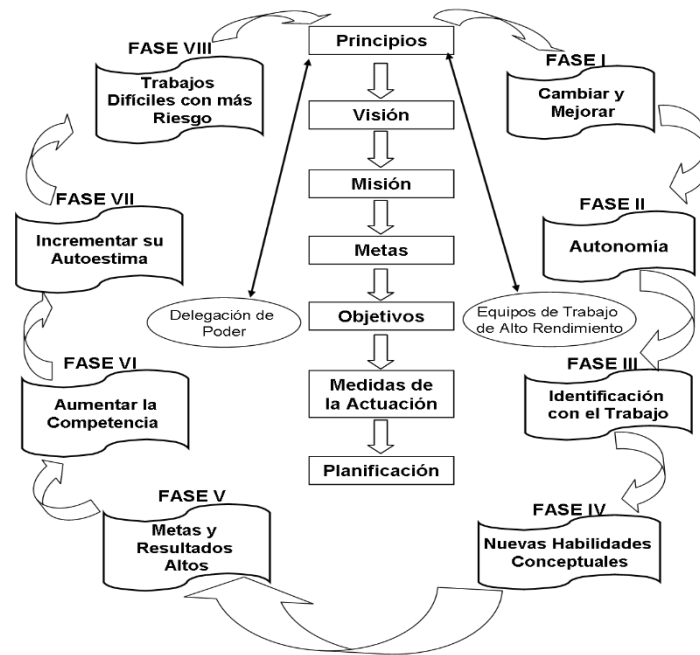 Principios
Visión
Misión
Metas
Objetivos
Medidas de
la Actuación
Planificación
Delegación de
Poder
Equipos de Trabajo
de Alto Rendimiento
FASE I
Cambiar y
Mejorar
FASE II
Autonomía
FASE III
Identificación
con el Trabajo
FASE IV
Nuevas Habilidades
Conceptuales
FASE V
Metas y
Resultados
Altos
FASE VI
Aumentar la
Competencia
FASE VII
Incrementar su
Autoestima
FASE VIII
Trabajos
Difíciles con más
Riesgo